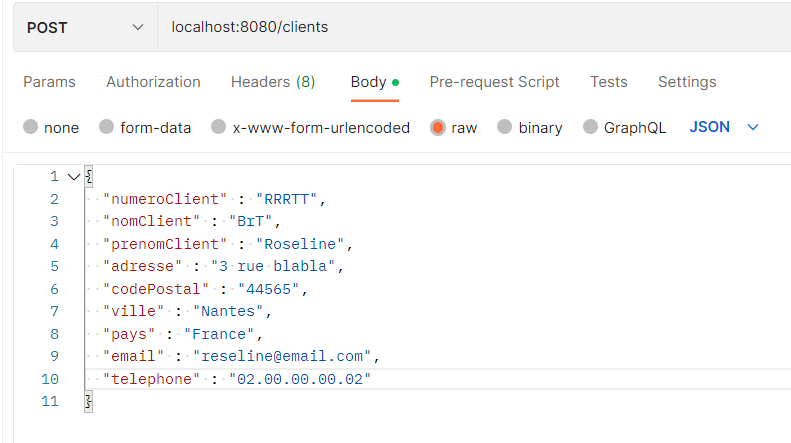 POST localhost:8080/clients
Params Authorization Headers (8) Body Pre-request Script Tests Settings
none form-data x-www-form-urlencoded raw binary GraphQL JSON
1 {
2 "numeroClient" : "RRRTT",
3 "nomClient" : "BrT",
4 "prenomClient" : "Roseline",
5 "adresse" : "3 rue blabla",
6 "codePostal" : "44565",
7 "ville" : "Nantes",
8 "pays" : "France",
9 "email" : "reseline@email.com",
10 "telephone" : "02.00.00.00.02"
11 }